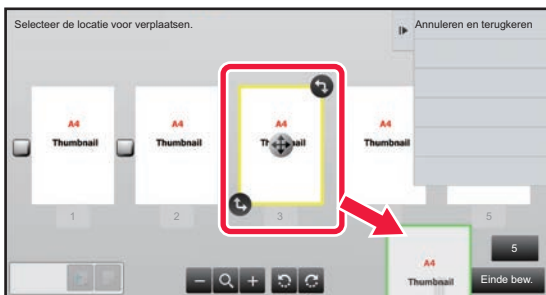 Selecteer de locatie voor verplaatsen.
Annuleren en terugkeren
A4
Thumbnail
A4
Thumbnail
A4
A4
Thumbnail
1
2
3
5
A4
Thumbnail
5
Einde bew.